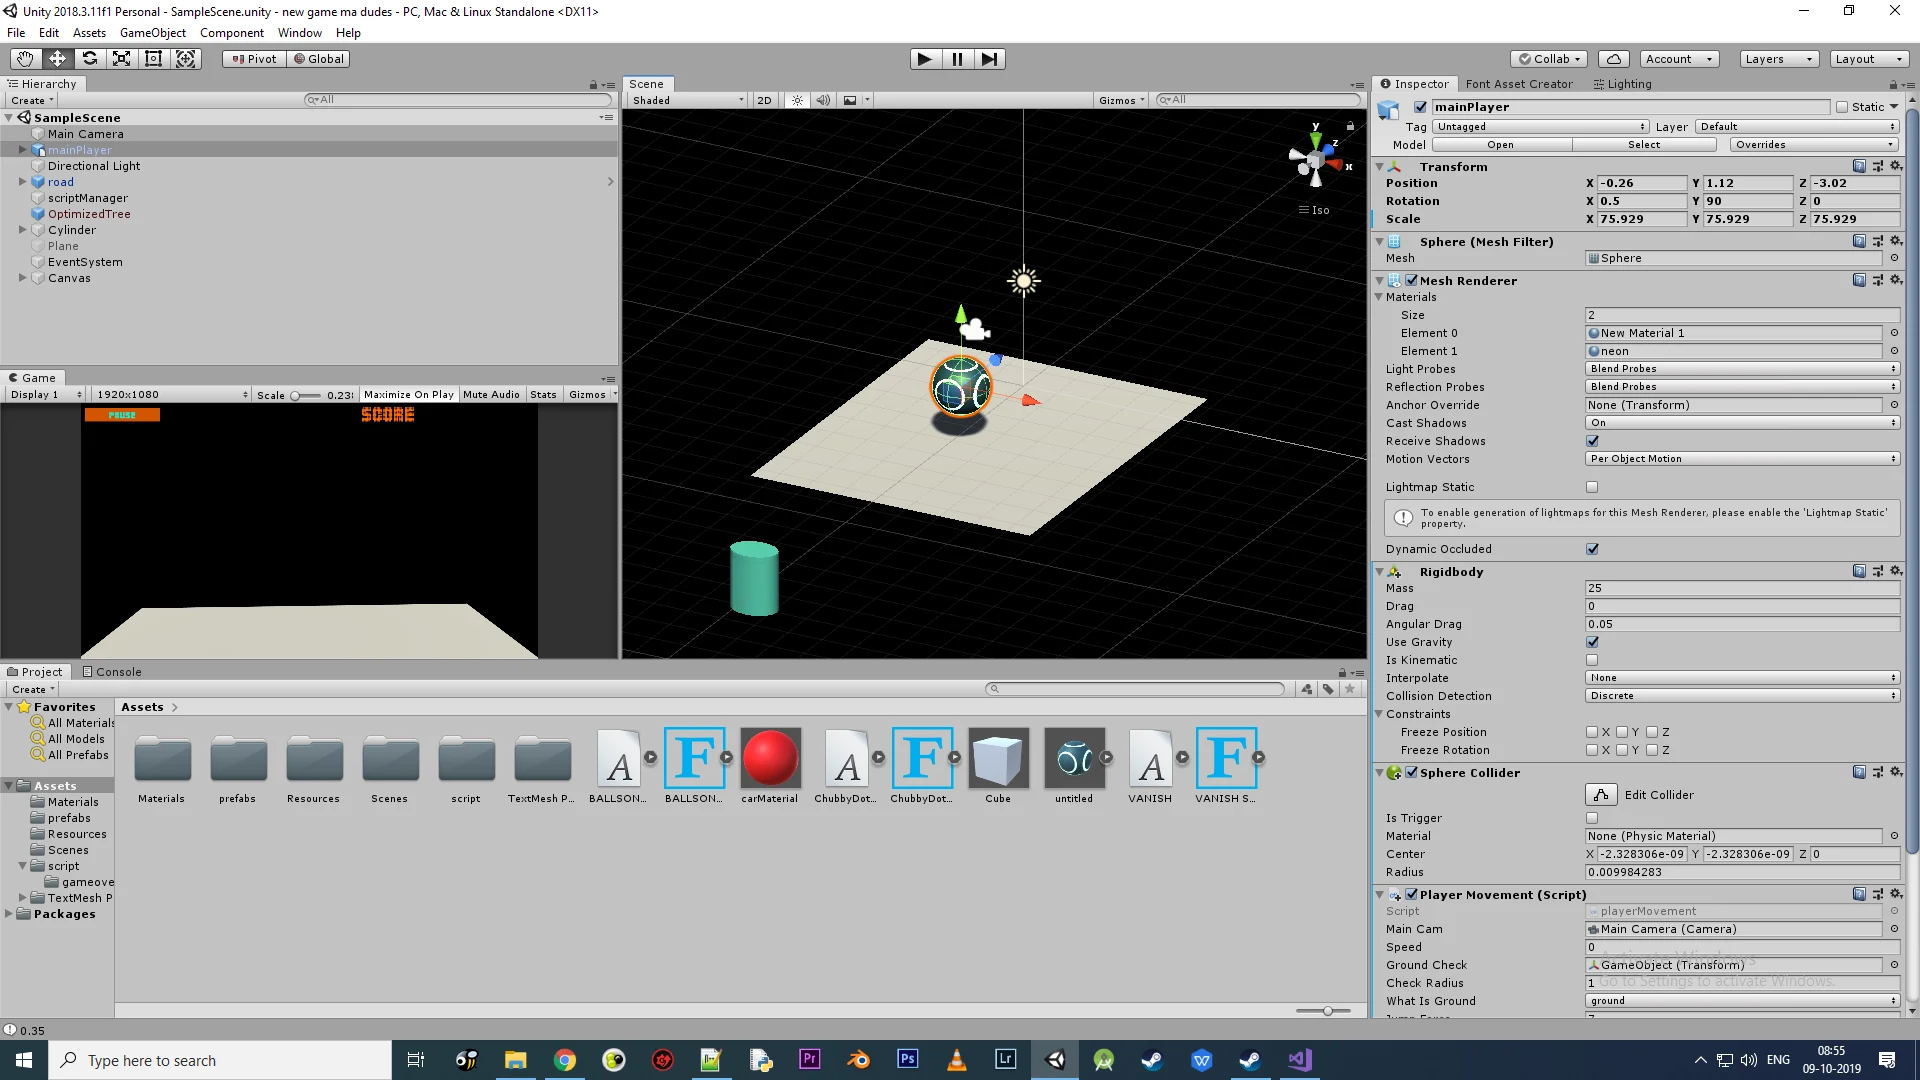 Unity 2018.3.11f1 Personal - SampleScene.unity - new game ma dudes - PC, Mac & Linux Standalone <DX11>
File Edit Assets GameObject Component Window Help
Pivot Global Collab Account Layers Layout
Hierarchy
Create All
SampleScene
Main Camera
mainPlayer
Directional Light
road
scriptManager
OptimizedTree
Cylinder
Plane
EventSystem
Canvas
Game
Display 1 1920x1080 Scale 0.23 Maximize On Play Mute Audio Stats Gizmos
PAUSE SCORE
Scene
Shaded 2D Gizmos All
y
z
x
Iso
Project Console
Create
Favorites
All Materials
All Models
All Prefabs
Assets
Materials
prefabs
Resources
Scenes
script
gameove
TextMesh P
Packages
Assets
Materials prefabs Resources Scenes script TextMesh P... BALLSON... BALLSON... carMaterial ChubbyDot... ChubbyDot... Cube untitled VANISH VANISH S...
Inspector Font Asset Creator Lighting
mainPlayer Static
Tag Untagged Layer Default
Model Open Select Overrides
Transform
Position X -0.26 Y 1.12 Z -3.02
Rotation X 0.5 Y 90 Z 0
Scale X 75.929 Y 75.929 Z 75.929
Sphere (Mesh Filter)
Mesh Sphere
Mesh Renderer
Materials
Size 2
Element 0 New Material 1
Element 1 neon
Light Probes Blend Probes
Reflection Probes Blend Probes
Anchor Override None (Transform)
Cast Shadows On
Receive Shadows
Motion Vectors Per Object Motion
Lightmap Static
To enable generation of lightmaps for this Mesh Renderer, please enable the 'Lightmap Static'
property.
Dynamic Occluded
Rigidbody
Mass 25
Drag 0
Angular Drag 0.05
Use Gravity
Is Kinematic
Interpolate None
Collision Detection Discrete
Constraints
Freeze Position X Y Z
Freeze Rotation X Y Z
Sphere Collider
Edit Collider
Is Trigger
Material None (Physic Material)
Center X -2.328306e-09 Y -2.328306e-09 Z 0
Radius 0.009984283
Player Movement (Script)
Script playerMovement
Main Cam Main Camera (Camera)
Speed 0
Activate Windows
Ground Check GameObject (Transform)
Check Radius 1
Go to Settings to activate Windows.
What Is Ground ground
0.35
Type here to search
ENG
08:55
09-10-2019